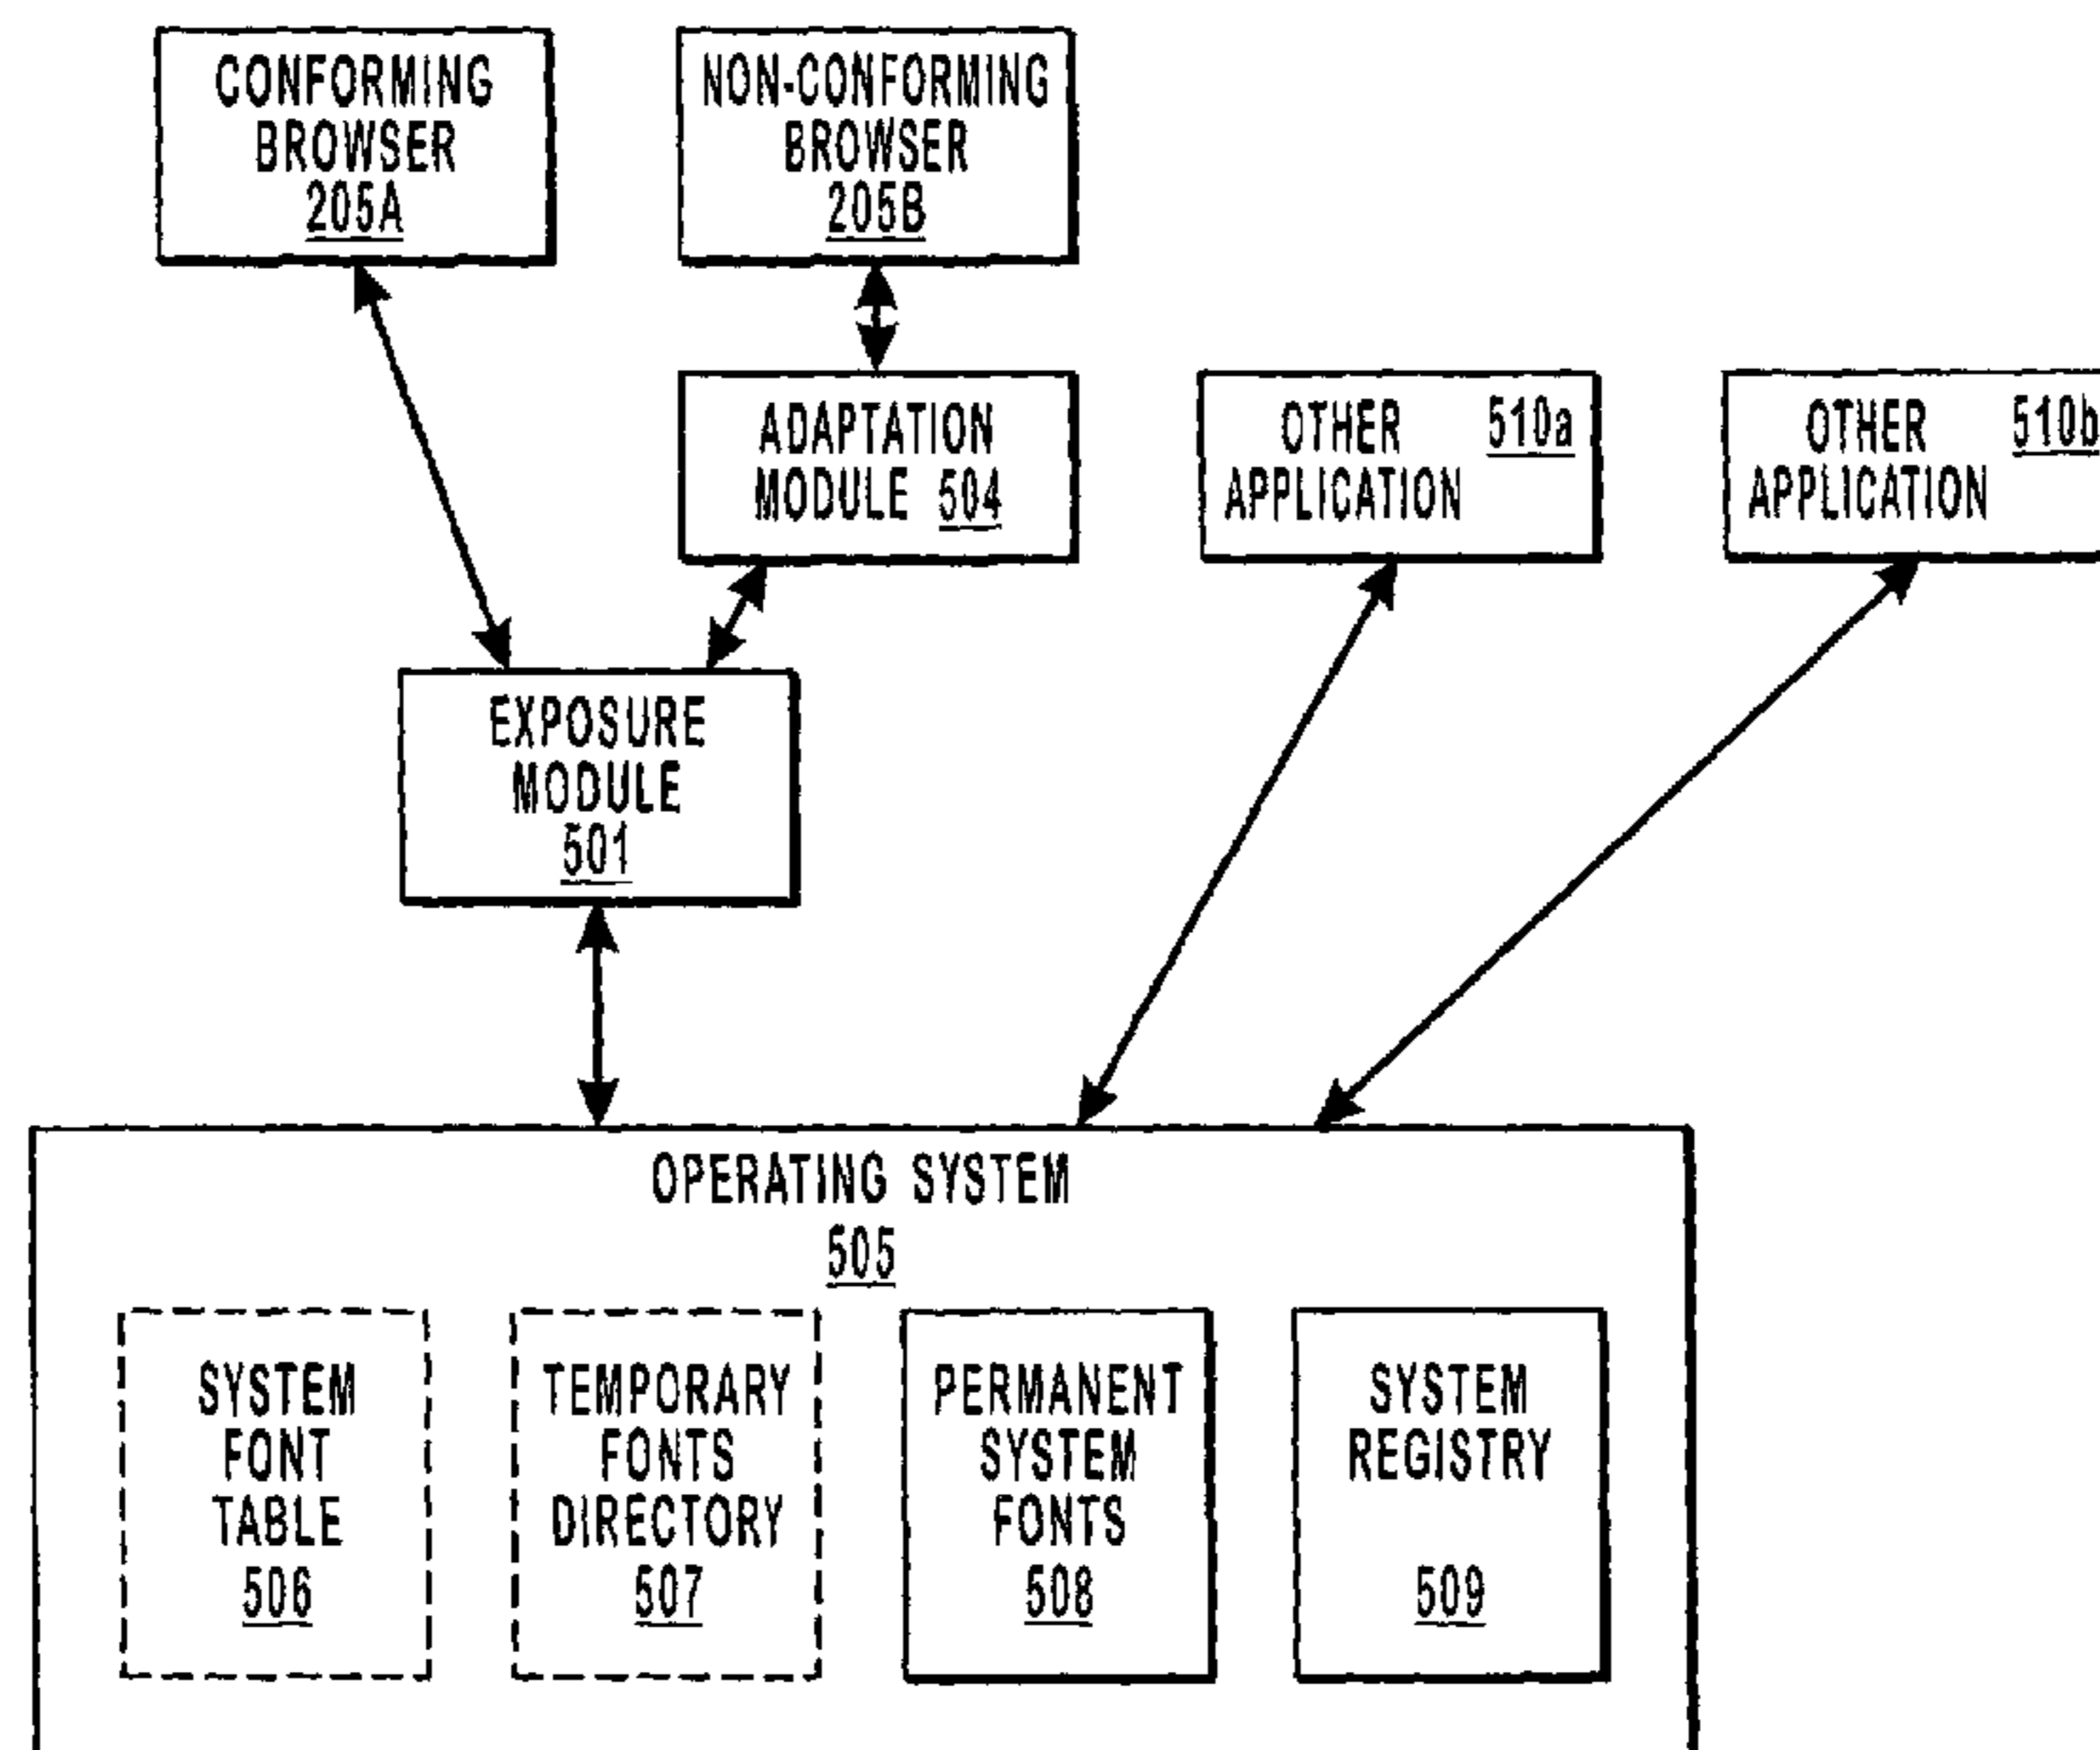 CONFORMING
BROWSER
205A
NON-CONFORMING
BROWSER
205B
ADAPTATION
MODULE 504
OTHER 510a
APPLICATION
OTHER 510b
APPLICATION
EXPOSURE
MODULE
501
OPERATING SYSTEM
505
SYSTEM
FONT
TABLE
506
TEMPORARY
FONTS
DIRECTORY
507
PERMANENT
SYSTEM
FONTS
508
SYSTEM
REGISTRY
509